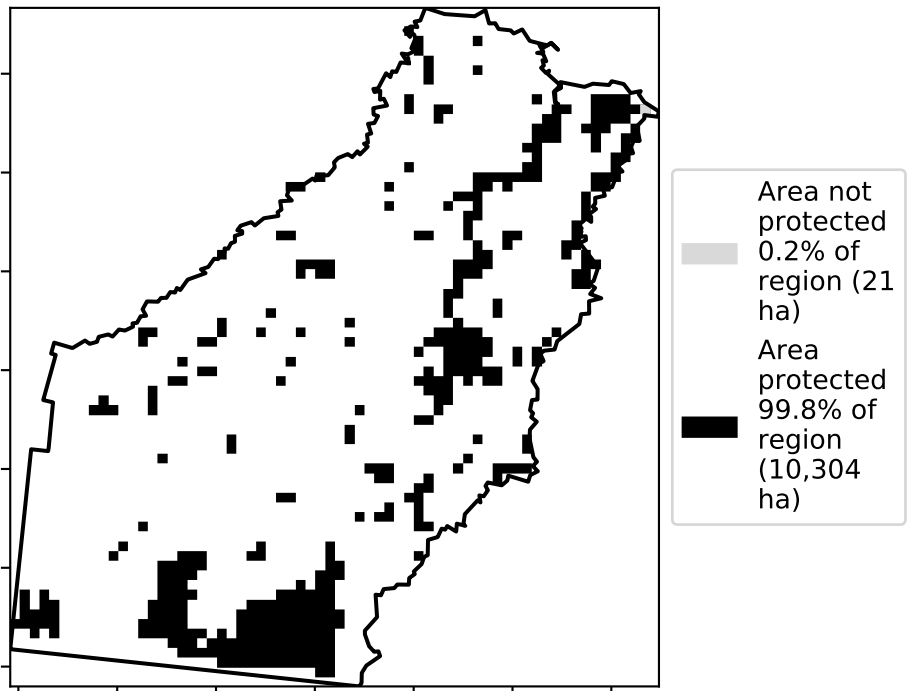 Area not
protected
0.2% of
region (21
ha)
Area
protected
99.8% of
region
(10,304
ha)